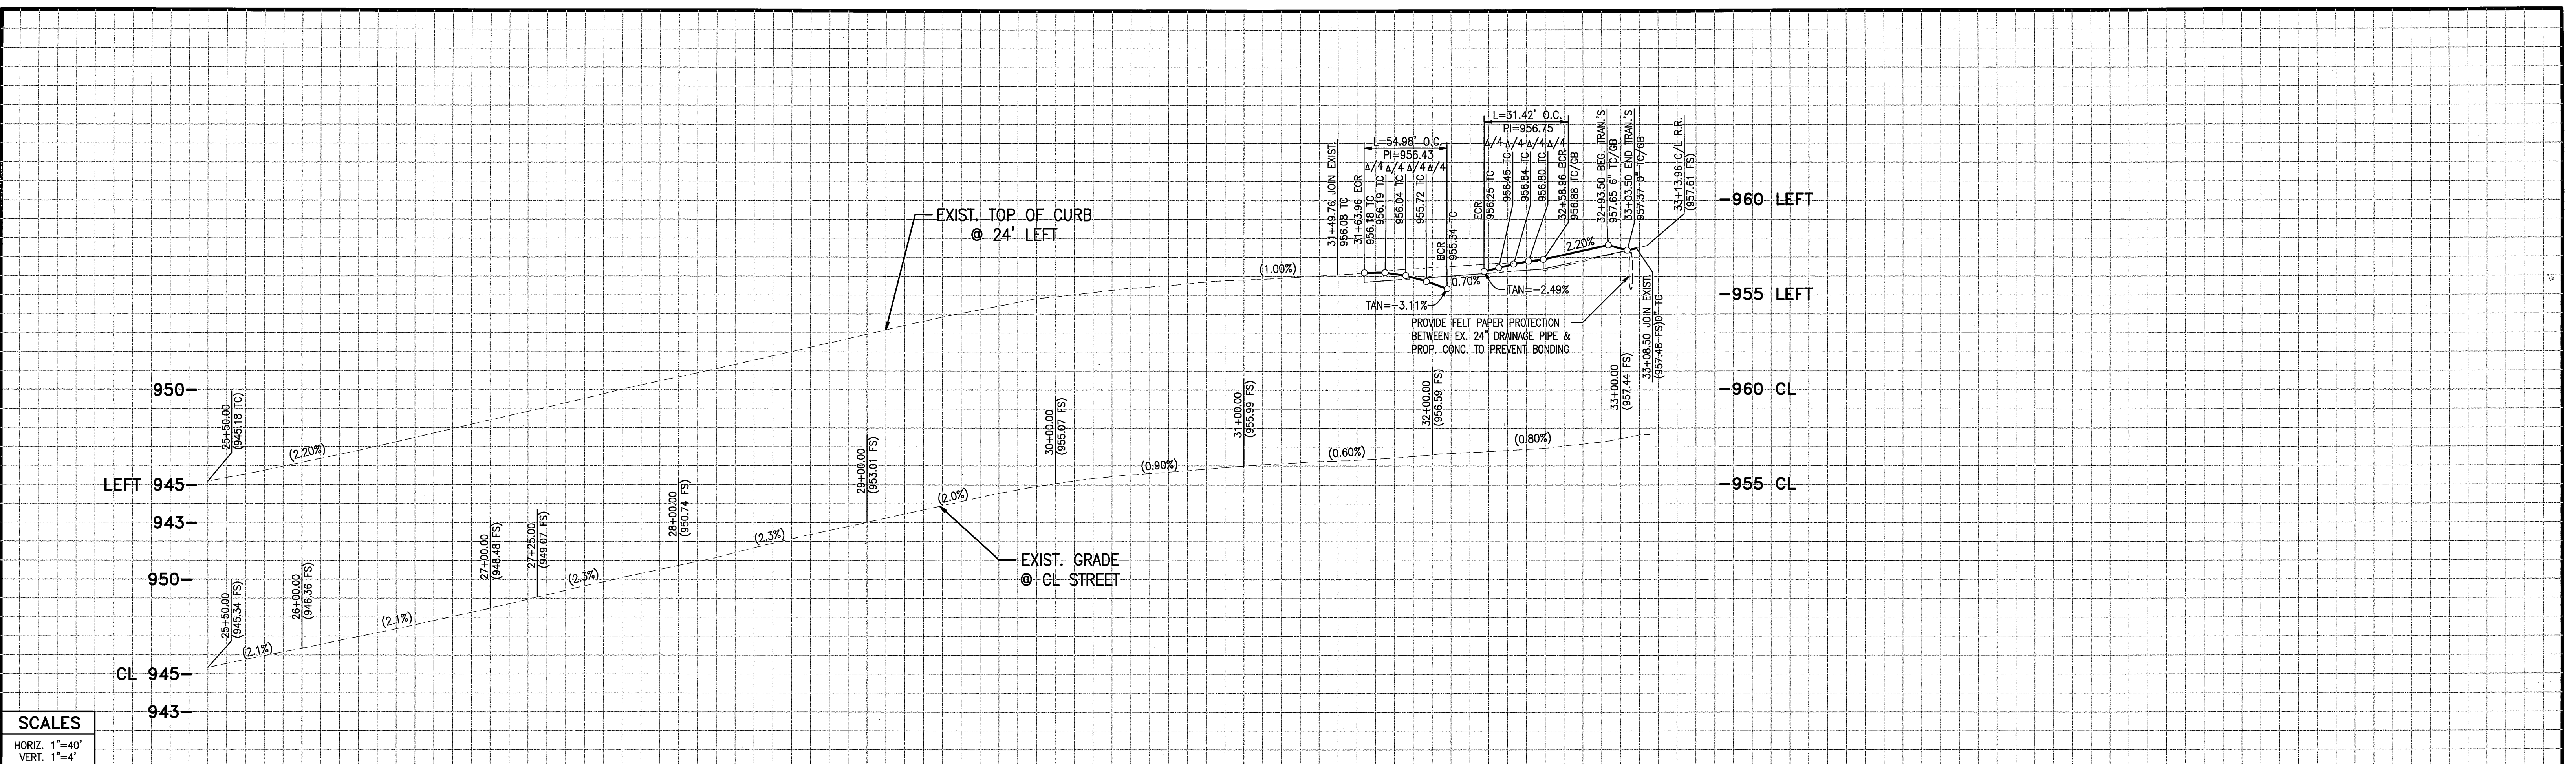 L=31.42' O.C.
PI=956.75
Δ/4 Δ/4 Δ/4 Δ/4
L=54.98' O.C.
PI=956.43
Δ/4 Δ/4 Δ/4 Δ/4
31+49.76 JOIN EXIST.
956.08 TC
31+63.96 ECR
956.18 TC
956.19 TC
956.04 TC
955.72 TC
BCR
955.34 TC
ECR
956.25 TC
956.45 TC
956.64 TC
956.80 TC
32+58.96 BCR
956.88 TC/GB
32+93.50 BEG. TRAN.'S
957.65 6" TC/GB
33+03.50 END TRAN.'S
957.37 0" TC/GB
33+13.96 C/L R.R.
(957.61 FS)
-960 LEFT
EXIST. TOP OF CURB
@ 24' LEFT
(1.00%)
2.20%
0.70%
TAN=-2.49%
TAN=-3.11%
-955 LEFT
PROVIDE FELT PAPER PROTECTION
BETWEEN EX. 24" DRAINAGE PIPE &
PROP. CONC. TO PREVENT BONDING
33+08.50 JOIN EXIST.
(957.48 FS)0" TC
950-
-960 CL
25+50.00
(945.18 TC)
(2.20%)
LEFT 945-
943-
29+00.00
(953.01 FS)
30+00.00
(955.07 FS)
31+00.00
(955.99 FS)
32+00.00
(956.59 FS)
33+00.00
(957.44 FS)
(0.90%)
(0.60%)
(0.80%)
-955 CL
(2.0%)
28+00.00
(950.74 FS)
27+00.00
(948.48 FS)
27+25.00
(949.07 FS)
(2.3%)
(2.3%)
EXIST. GRADE
@ CL STREET
950-
25+50.00
(945.34 FS)
26+00.00
(946.36 FS)
(2.1%)
(2.1%)
CL 945-
943-
SCALES
HORIZ. 1"=40'
VERT. 1"=4'